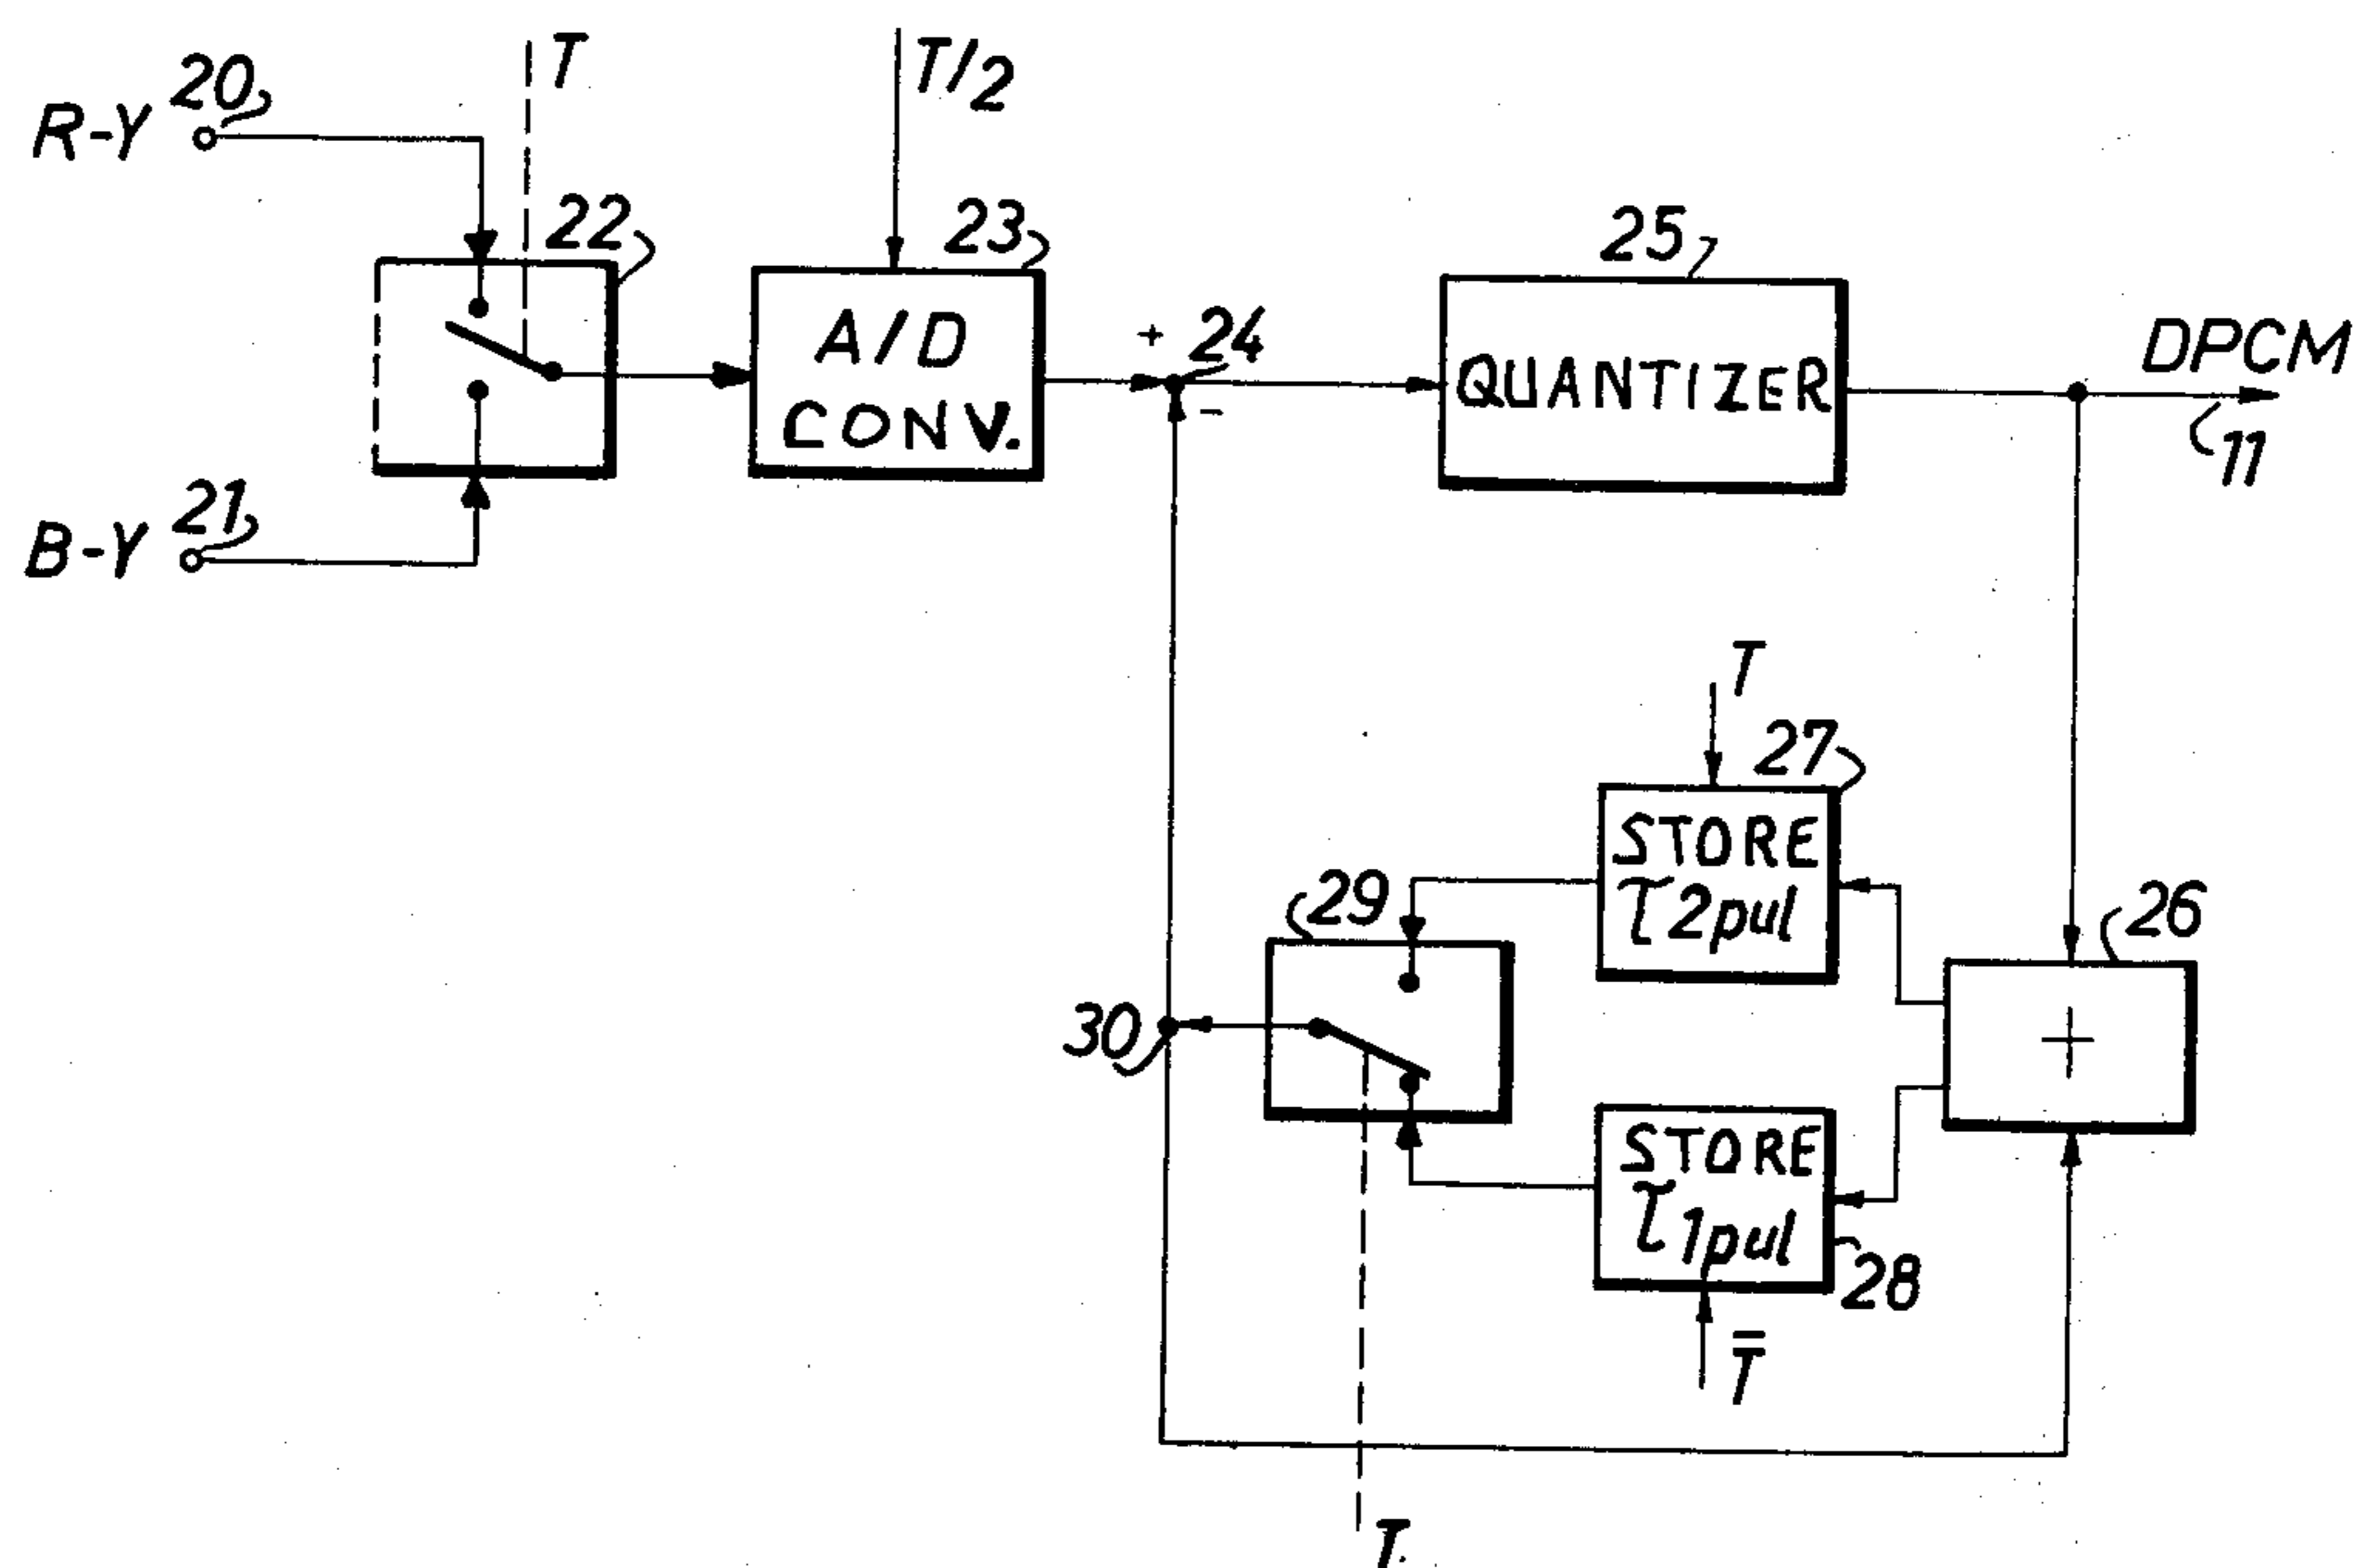 T
T/2
R-Y 20
22
23
25
A/D
CONV.
+ 24
-
QUANTIZER
DPCM
11
B-Y 21
T
27
STORE
τ2pul
29
26
30
+
STORE
τ1pul
28
T̅
T